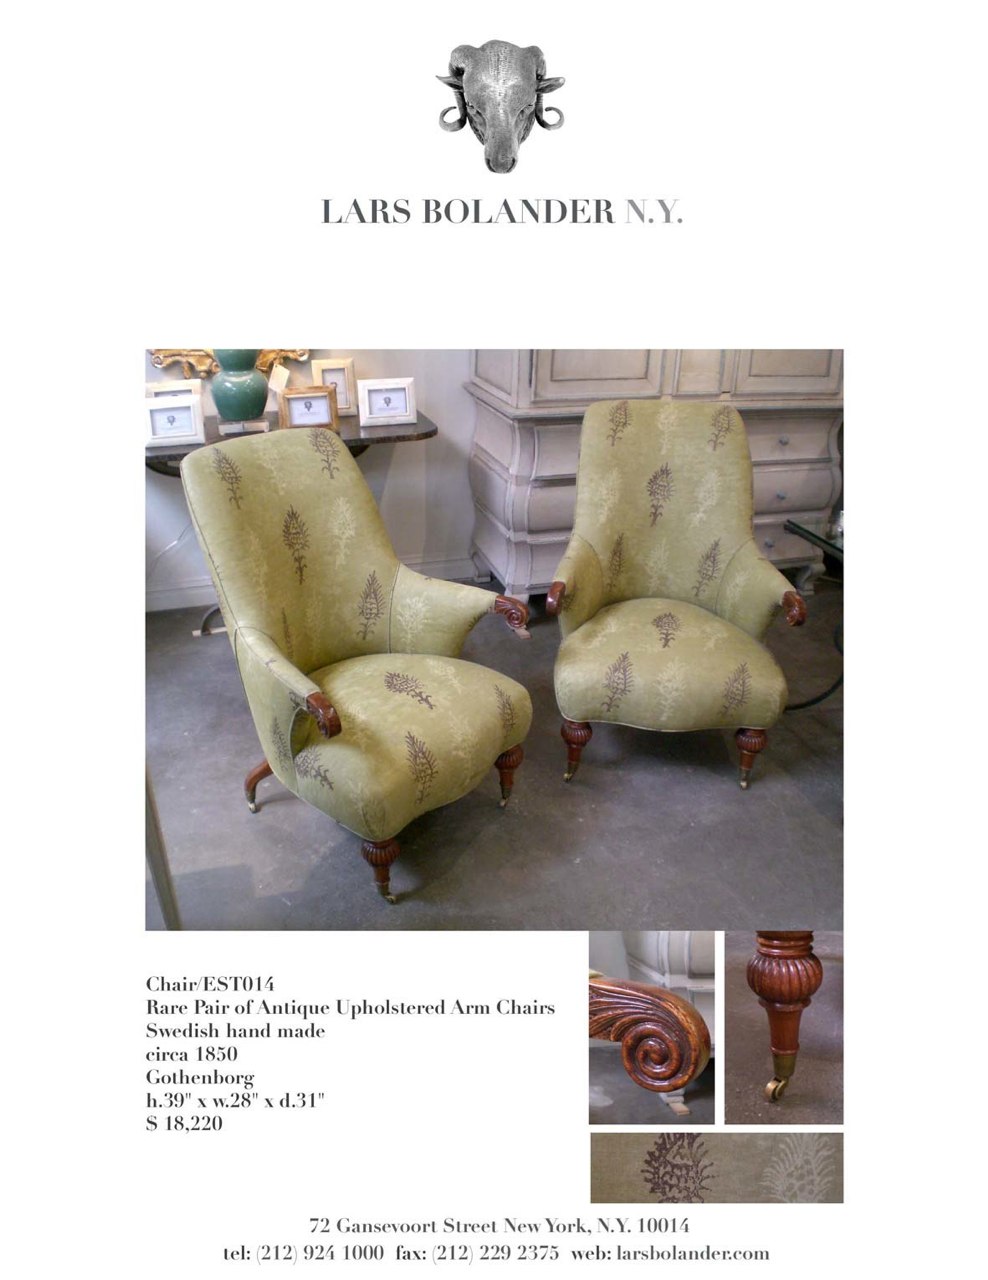 LARS BOLANDER N.Y.
Chair/EST014
Rare Pair of Antique Upholstered Arm Chairs
Swedish hand made
circa 1850
Gothenborg
h.39" x w.28" x d.31"
$ 18,220
72 Gansevoort Street New York, N.Y. 10014
tel: (212) 924 1000 fax: (212) 229 2375 web: larsbolander.com